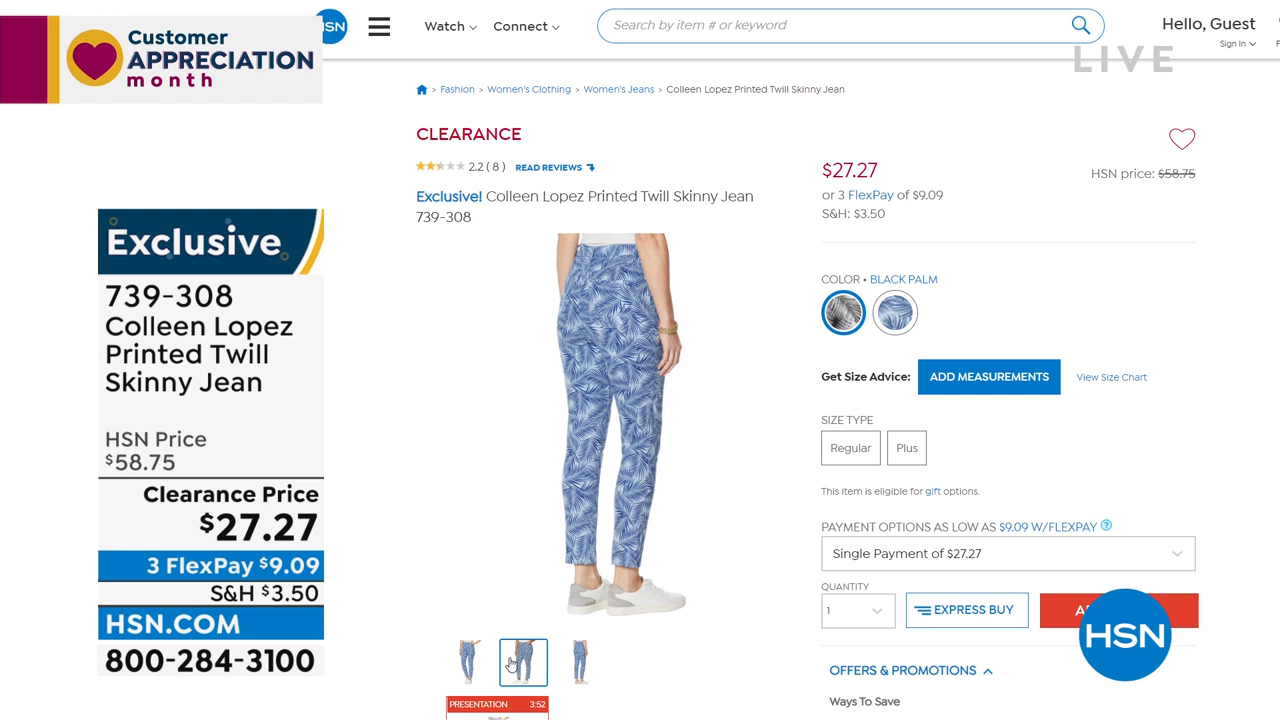 Customer
APPRECIATION
month
HSN
Watch
Connect
Search by item # or keyword
Hello, Guest
Sign In
LIVE
> Fashion > Women's Clothing > Women's Jeans > Colleen Lopez Printed Twill Skinny Jean
CLEARANCE
2.2 ( 8 ) READ REVIEWS
Exclusive! Colleen Lopez Printed Twill Skinny Jean
739-308
$27.27
HSN price: $58.75
or 3 FlexPay of $9.09
S&H: $3.50
COLOR • BLACK PALM
Get Size Advice: ADD MEASUREMENTS View Size Chart
SIZE TYPE
Regular Plus
This item is eligible for gift options.
PAYMENT OPTIONS AS LOW AS $9.09 W/FLEXPAY ?
Single Payment of $27.27
QUANTITY
1
EXPRESS BUY
HSN
OFFERS & PROMOTIONS
Ways To Save
PRESENTATION 3:52
Exclusive
739-308
Colleen Lopez
Printed Twill
Skinny Jean
HSN Price
$58.75
Clearance Price
$27.27
3 FlexPay $9.09
S&H $3.50
HSN.COM
800-284-3100